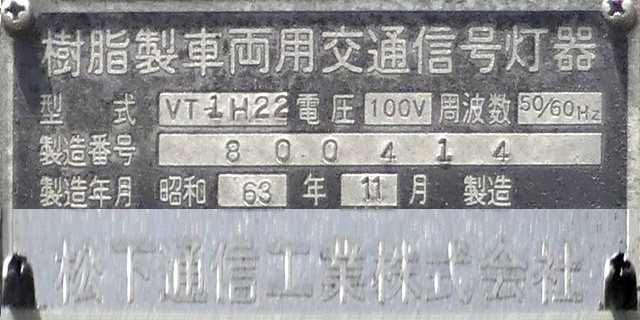 樹脂製車両用交通信号灯器
型式 VT1H22 電圧 100V 周波数 50/60Hz
製造番号 800414
製造年月 昭和 63 年 11 月 製造
松下通信工業株式会社